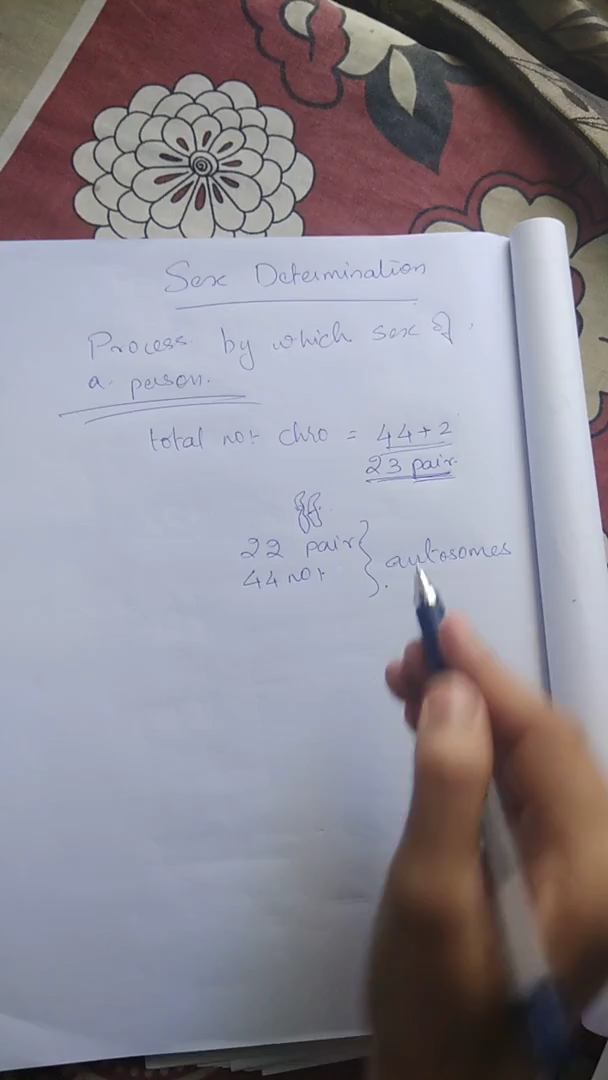 Sex Determination
Process by which sex of
a person.
total no: chro = 44+2
23 pair.
22 pair
44 no: } autosomes